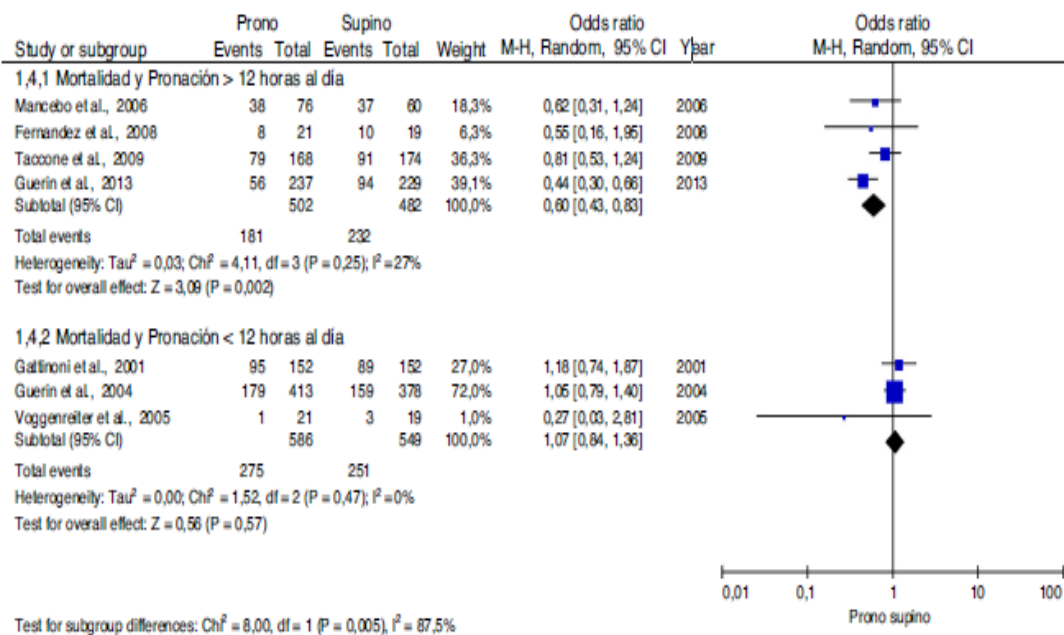 Prono Supino Odds ratio Odds ratio
Study or subgroup Events Total Events Total Weight M-H, Random, 95% CI Year M-H, Random, 95% CI
1,4,1 Mortalidad y Pronación > 12 horas al día
Mancebo et al., 2006 38 76 37 60 18,3% 0,62 [0,31, 1,24] 2006
Fernandez et al., 2008 8 21 10 19 6,3% 0,55 [0,16, 1,95] 2008
Taccone et al., 2009 79 168 91 174 36,3% 0,81 [0,53, 1,24] 2009
Guerin et al., 2013 56 237 94 229 39,1% 0,44 [0,30, 0,66] 2013
Subtotal (95% CI) 502 482 100,0% 0,60 [0,43, 0,83]
Total events 181 232
Heterogeneity: Tau² = 0,03; Chi² = 4,11, df = 3 (P = 0,25); I² = 27%
Test for overall effect: Z = 3,09 (P = 0,002)
1,4,2 Mortalidad y Pronación < 12 horas al día
Gattinoni et al., 2001 95 152 89 152 27,0% 1,18 [0,74, 1,87] 2001
Guerin et al., 2004 179 413 159 378 72,0% 1,05 [0,79, 1,40] 2004
Voggenreiter et al., 2005 1 21 3 19 1,0% 0,27 [0,03, 2,81] 2005
Subtotal (95% CI) 586 549 100,0% 1,07 [0,84, 1,36]
Total events 275 251
Heterogeneity: Tau² = 0,00; Chi² = 1,52, df = 2 (P = 0,47); I² = 0%
Test for overall effect: Z = 0,56 (P = 0,57)
0,01 0,1 1 10 100
Prono supino
Test for subgroup differences: Chi² = 8,00, df = 1 (P = 0,005), I² = 87,5%